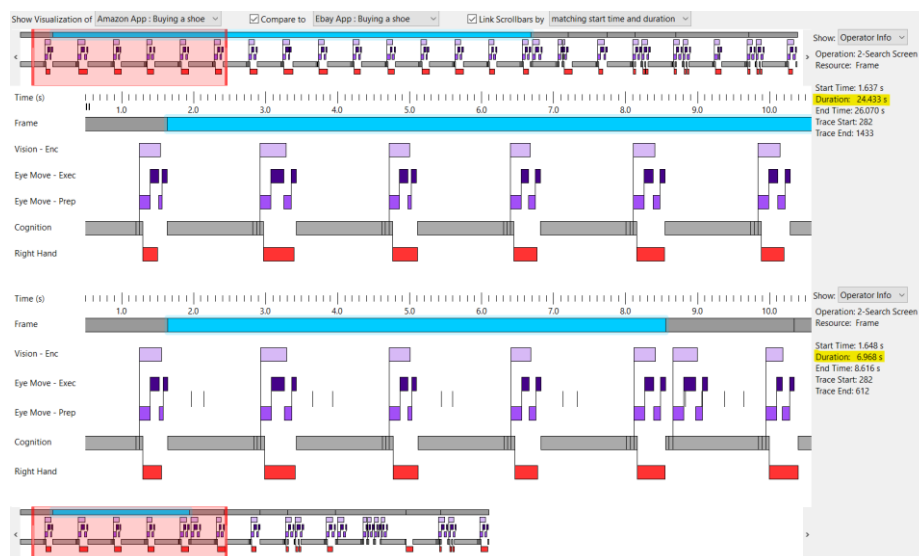 Show Visualization of Amazon App : Buying a shoe Compare to Ebay App : Buying a shoe Link Scrollbars by matching start time and duration
Show: Operator Info
Operation: 2-Search Screen
Resource: Frame
Start Time: 1.637 s
Duration: 24.433 s
End Time: 26.070 s
Trace Start: 282
Trace End: 1433
Time (s)
1.0 2.0 3.0 4.0 5.0 6.0 7.0 8.0 9.0 10.0
Frame
Vision - Enc
Eye Move - Exec
Eye Move - Prep
Cognition
Right Hand
Time (s)
1.0 2.0 3.0 4.0 5.0 6.0 7.0 8.0 9.0 10.0
Frame
Vision - Enc
Eye Move - Exec
Eye Move - Prep
Cognition
Right Hand
Show: Operator Info
Operation: 2-Search Screen
Resource: Frame
Start Time: 1.648 s
Duration: 6.968 s
End Time: 8.616 s
Trace Start: 282
Trace End: 612